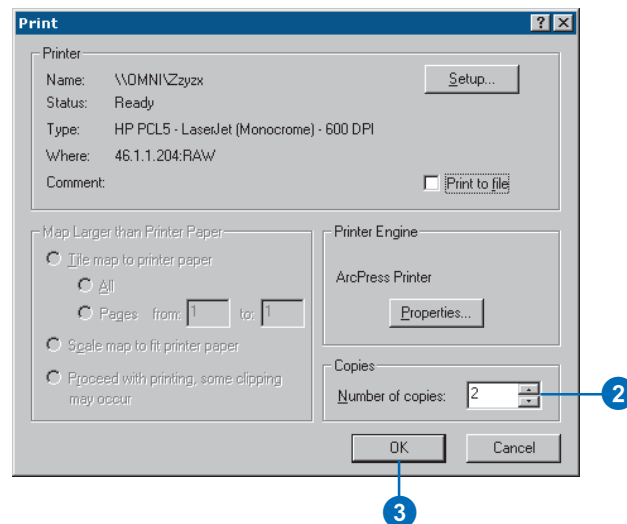 Print
Printer
Name: \\OMNI\Zzyzx
Setup...
Status: Ready
Type: HP PCL5 - LaserJet (Monocrome) - 600 DPI
Where: 46.1.1.204:RAW
Comment:
Print to file
Map Larger than Printer Paper
Tile map to printer paper
All
Pages from: 1 to: 1
Scale map to fit printer paper
Proceed with printing, some clipping
may occur
Printer Engine
ArcPress Printer
Properties...
Copies
Number of copies: 2
2
OK
Cancel
3